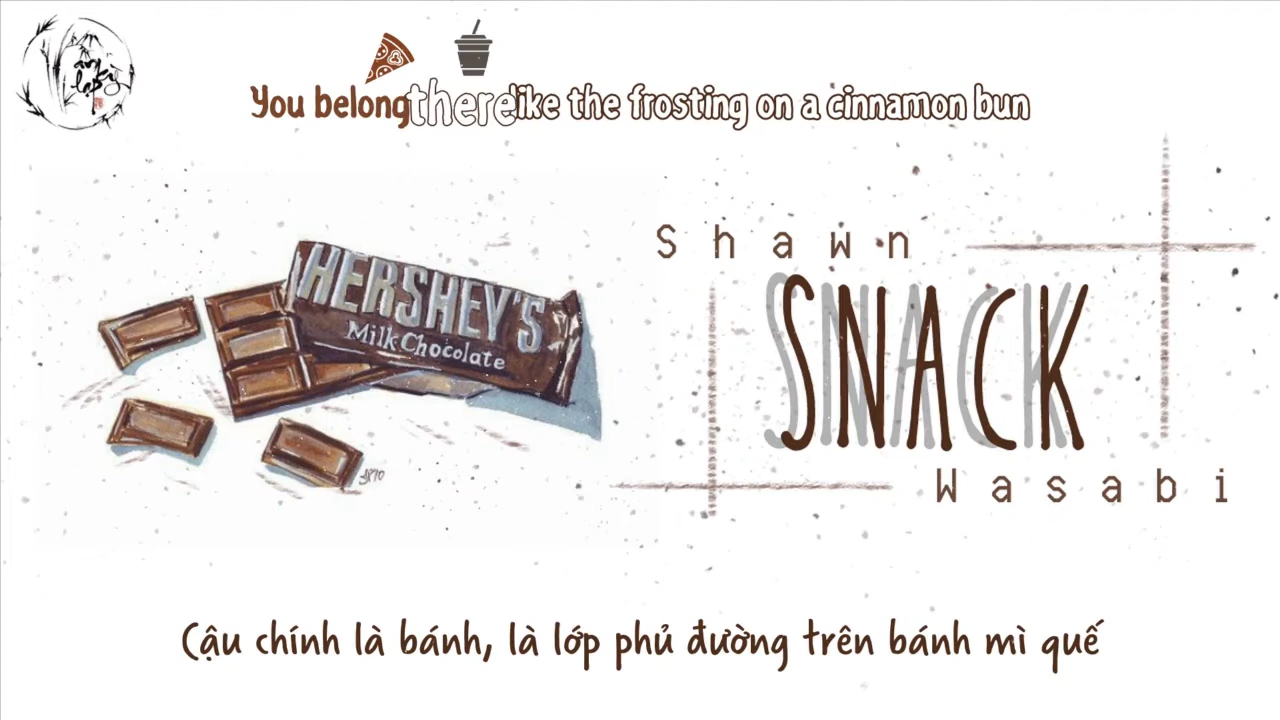 You belong there like the frosting on a cinnamon bun
Shawn
SNACK
Wasabi
HERSHEY'S
Milk Chocolate
Cậu chính là bánh, là lớp phủ đường trên bánh mì quế